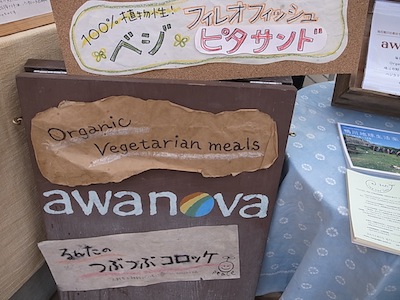 100%植物性!
ベジ
フィレオフィッシュ
ピタサンド
Organic
Vegetarian meals
awanova
るんたの
つぶつぶコロッケ